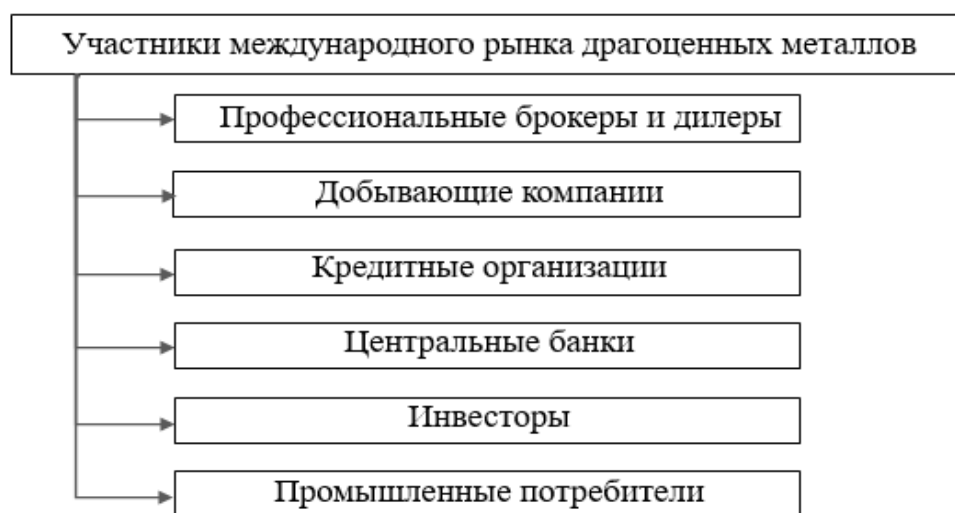 Участники международного рынка драгоценных металлов
Профессиональные брокеры и дилеры
Добывающие компании
Кредитные организации
Центральные банки
Инвесторы
Промышленные потребители